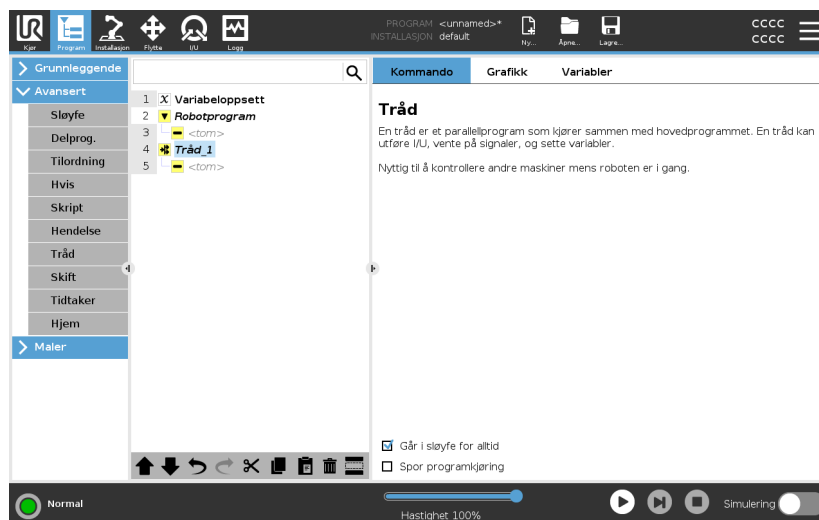 PROGRAM <unnamed>*
INSTALLASJON default
Kjør
Program
Installasjon
Flytte
I/U
Logg
Ny...
Åpne...
Lagre...
CCCC
CCCC
Grunnleggende
Avansert
Sløyfe
Delprog.
Tilordning
Hvis
Skript
Hendelse
Tråd
Skift
Tidtaker
Hjem
Maler
1 X Variabeloppsett
2 Robotprogram
3 <tom>
4 Tråd_1
5 <tom>
Kommando
Grafikk
Variabler
Tråd
En tråd er et parallellprogram som kjører sammen med hovedprogrammet. En tråd kan
utføre I/U, vente på signaler, og sette variabler.
Nyttig til å kontrollere andre maskiner mens roboten er i gang.
Går i sløyfe for alltid
Spor programkjøring
Normal
Hastighet 100%
Simulering